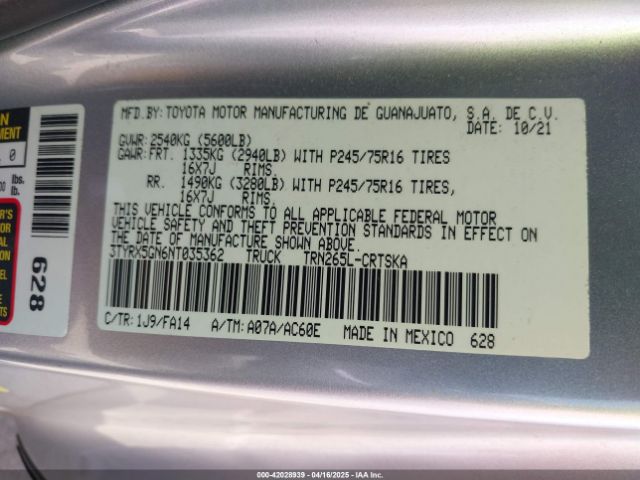 MFD.BY: TOYOTA MOTOR MANUFACTURING DE GUANAJUATO, S.A. DE C.V.
DATE: 10/21
GVWR: 2540KG (5600LB)
GAWR: FRT. 1335KG (2940LB) WITH P245/75R16 TIRES
16X7J RIMS,
RR. 1490KG (3280LB) WITH P245/75R16 TIRES,
16X7J RIMS,
THIS VEHICLE CONFORMS TO ALL APPLICABLE FEDERAL MOTOR
VEHICLE SAFETY AND THEFT PREVENTION STANDARDS IN EFFECT ON
THE DATE OF MANUFACTURE SHOWN ABOVE.
3TYRX5GN6NT035362 TRUCK TRN265L-CRTSKA
C/TR: 1J9/FA14 A/TM: A07A/AC60E MADE IN MEXICO 628
lbs.
lb.
628
000-42028939 - 04/16/2025 - IAAI.COM